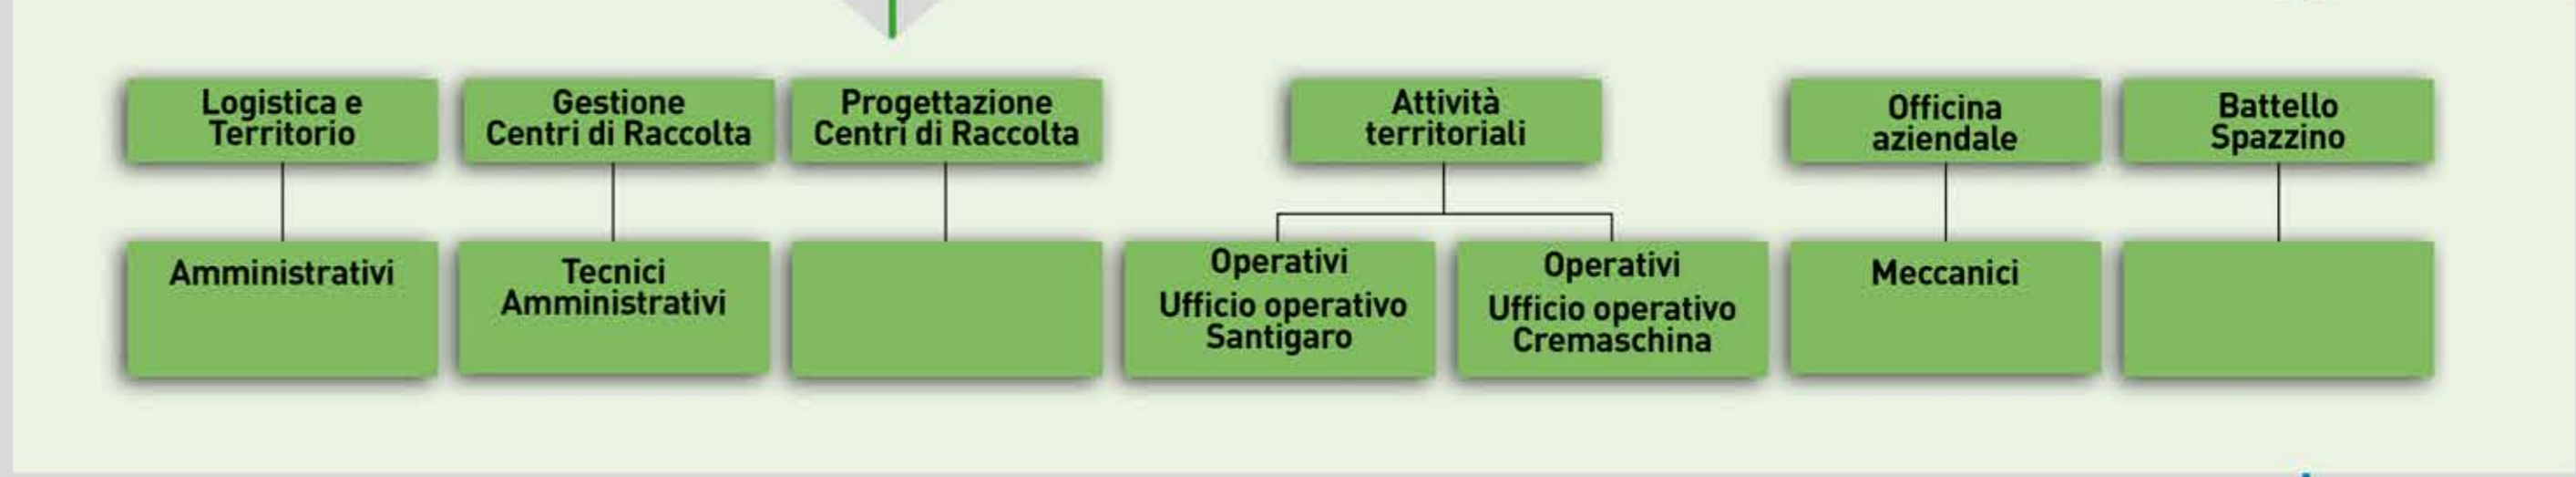 Logistica e
Territorio
Gestione
Centri di Raccolta
Progettazione
Centri di Raccolta
Attività
territoriali
Officina
aziendale
Battello
Spazzino
Amministrativi
Tecnici
Amministrativi
Operativi
Ufficio operativo
Santigaro
Operativi
Ufficio operativo
Cremaschina
Meccanici